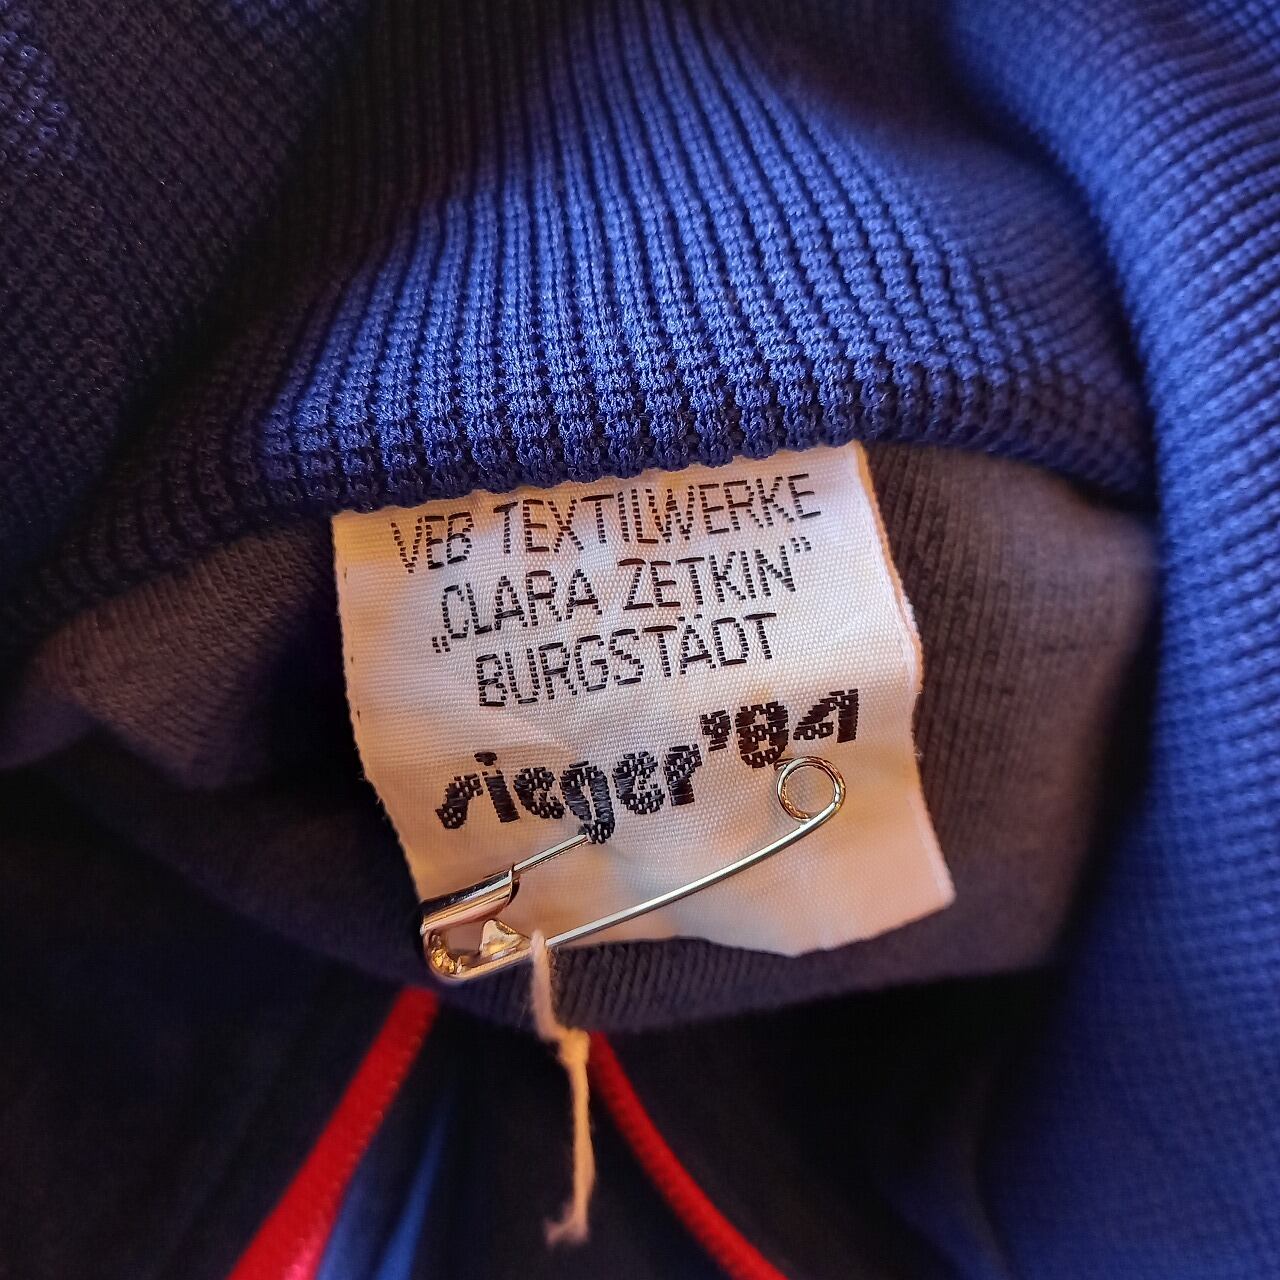 VEB TEXTILWERKE
„CLARA ZETKIN“
BURGSTÄDT
sieger’84